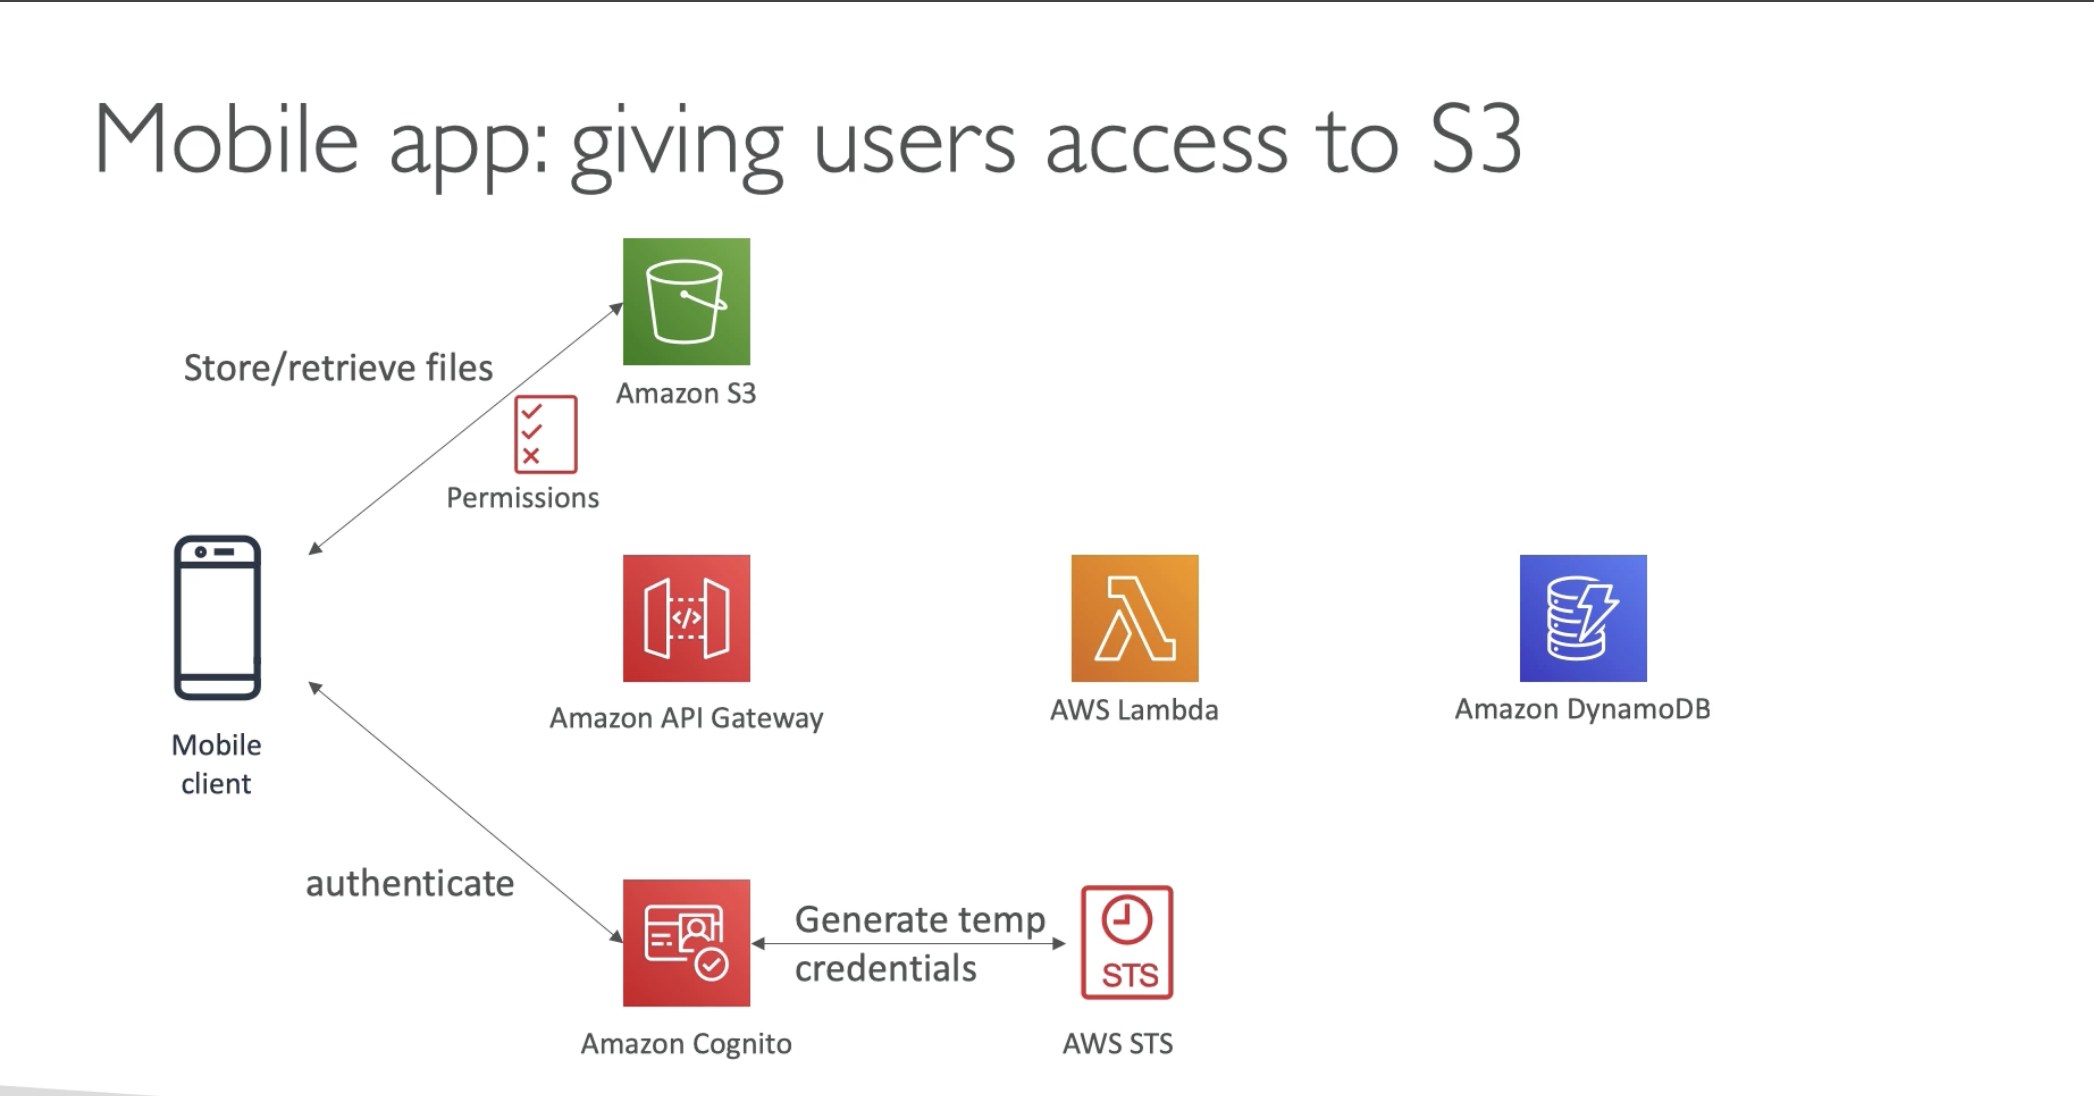 Mobile app: giving users access to S3
Store/retrieve files
Amazon S3
Permissions
</>
Mobile
client
Amazon API Gateway
AWS Lambda
Amazon DynamoDB
authenticate
Generate temp
credentials
STS
Amazon Cognito
AWS STS